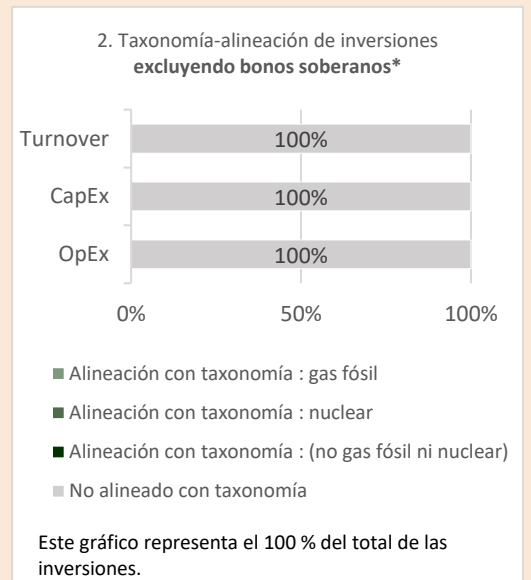 2. Taxonomía-alineación de inversiones
excluyendo bonos soberanos*
Turnover
100%
CapEx
100%
OpEx
100%
0%
50%
100%
Alineación con taxonomía : gas fósil
Alineación con taxonomía : nuclear
Alineación con taxonomía : (no gas fósil ni nuclear)
No alineado con taxonomía
Este gráfico representa el 100 % del total de las
inversiones.